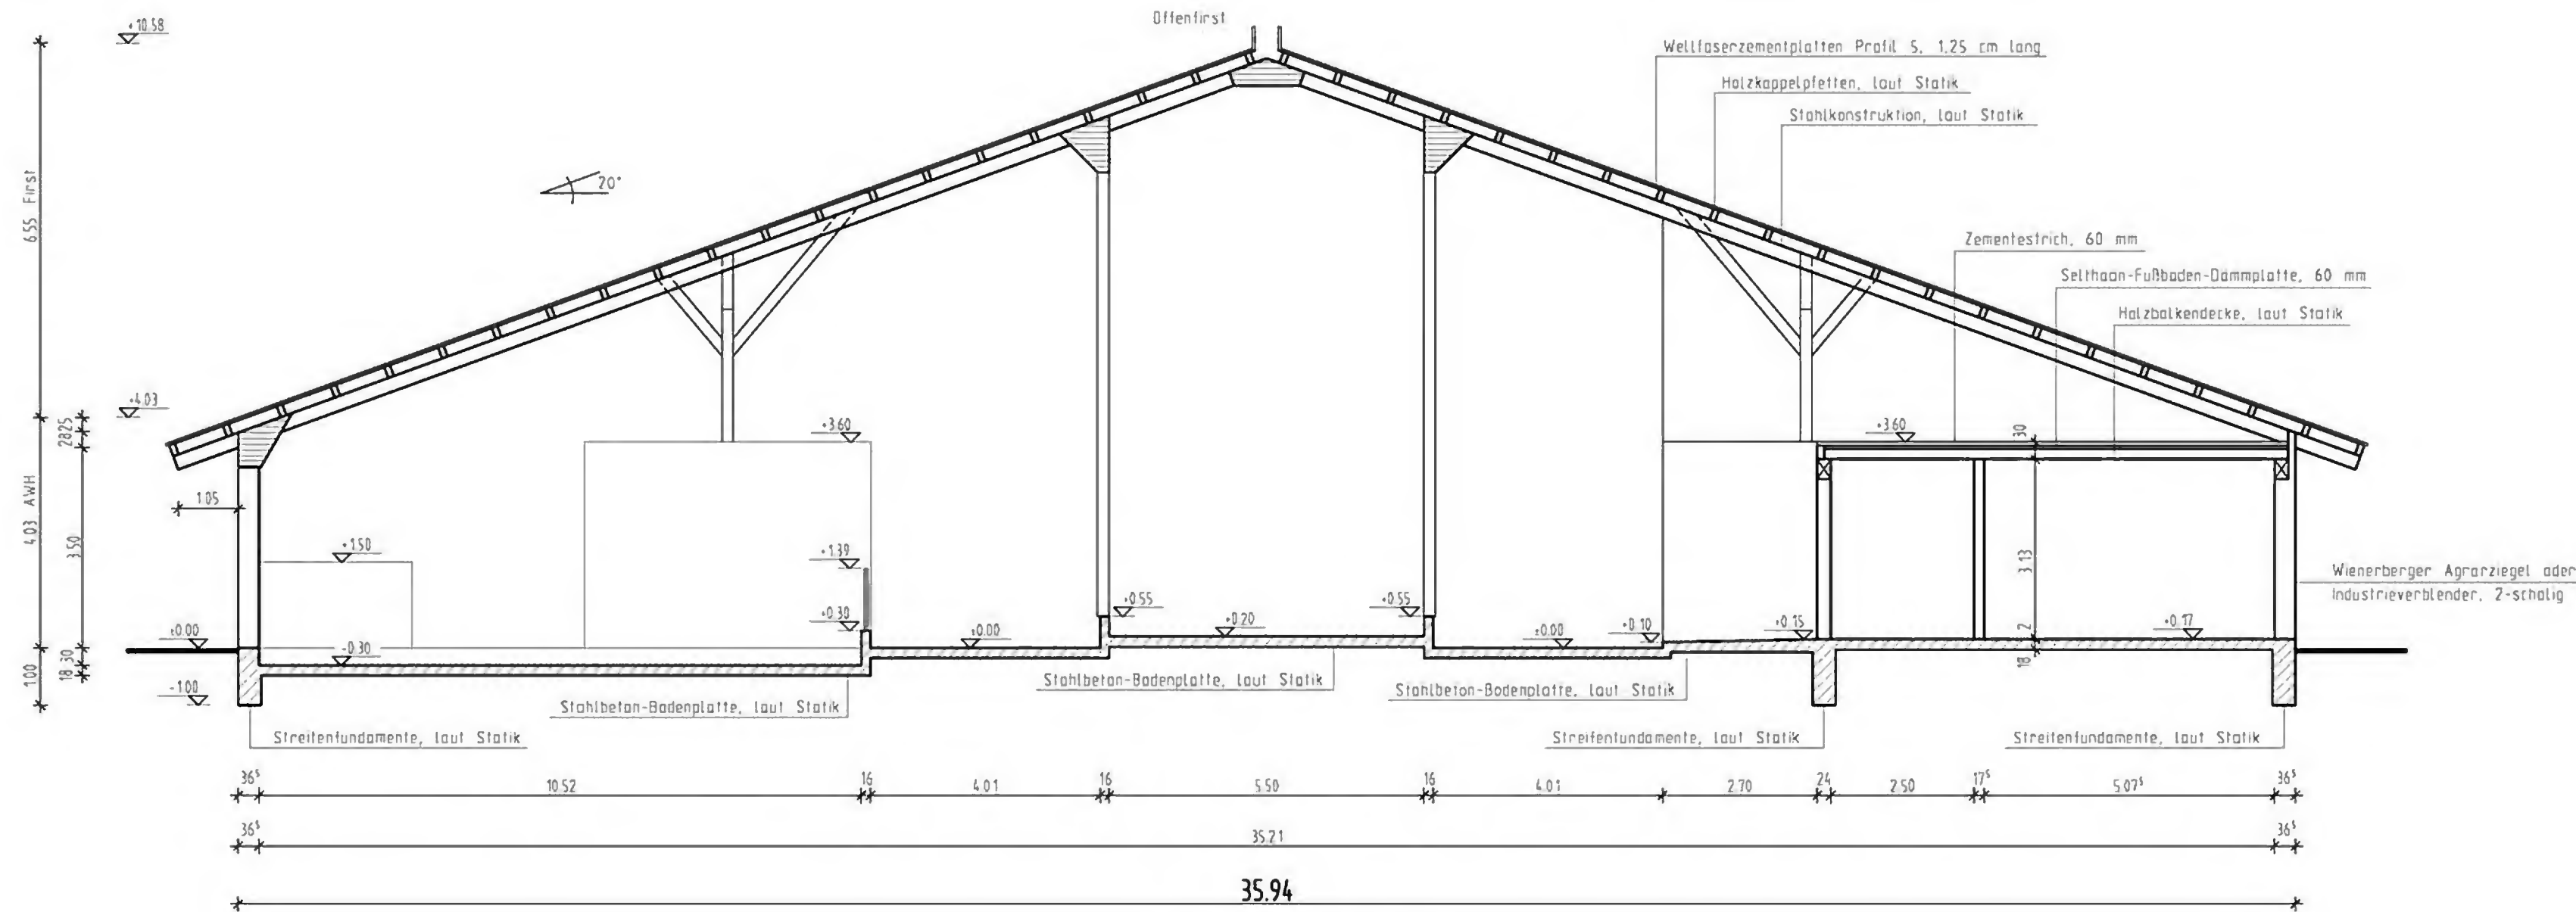 Offenfirst
+10.58
Wellfaserzementplatten Profil 5, 1,25 cm lang
Holzkoppelpfetten, laut Statik
Stahlkonstruktion, laut Statik
20°
6.55 First
Zementestrich, 60 mm
Selthaan-Fußboden-Dämmplatte, 60 mm
Holzbalkendecke, laut Statik
+4.03
2825
+3.60
+3.60
30
4.03 AWH
3.50
1.05
+1.50
+1.39
3.13
Wienerberger Agrarziegel oder
Industrieverblender, 2-schalig
+0.55
+0.55
+0.30
+0.20
±0.00
±0.00
±0.00
+0.10
+0.15
2
+0.17
-0.30
18
1.00
18 30
-1.00
Stahlbeton-Bodenplatte, laut Statik
Stahlbeton-Bodenplatte, laut Statik
Stahlbeton-Bodenplatte, laut Statik
Streifenfundamente, laut Statik
Streifenfundamente, laut Statik
Streifenfundamente, laut Statik
36⁵ 10.52 16 4.01 16 5.50 16 4.01 2.70 24 2.50 17⁵ 5.07⁵ 36⁵
36⁵ 35.21 36⁵
35.94